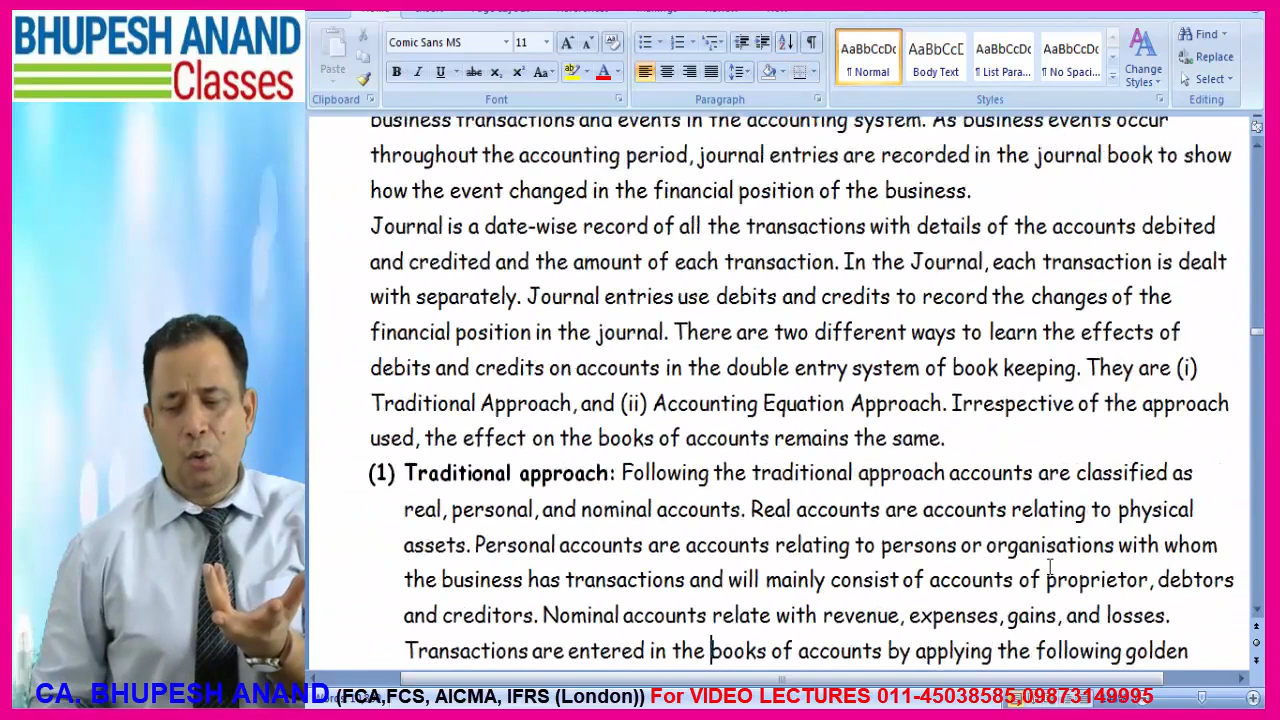 BHUPESH ANAND
Classes
Paste
Clipboard
Comic Sans MS
11
Font
Paragraph
AaBbCcDc
¶ Normal
AaBbCcD
Body Text
AaBbCcDc
¶ List Para...
AaBbCcDc
¶ No Spaci...
Change
Styles
Styles
Find
Replace
Select
Editing
business transactions and events in the accounting system. As business events occur
throughout the accounting period, journal entries are recorded in the journal book to show
how the event changed in the financial position of the business.
Journal is a date-wise record of all the transactions with details of the accounts debited
and credited and the amount of each transaction. In the Journal, each transaction is dealt
with separately. Journal entries use debits and credits to record the changes of the
financial position in the journal. There are two different ways to learn the effects of
debits and credits on accounts in the double entry system of book keeping. They are (i)
Traditional Approach, and (ii) Accounting Equation Approach. Irrespective of the approach
used, the effect on the books of accounts remains the same.
(1) Traditional approach: Following the traditional approach accounts are classified as
real, personal, and nominal accounts. Real accounts are accounts relating to physical
assets. Personal accounts are accounts relating to persons or organisations with whom
the business has transactions and will mainly consist of accounts of proprietor, debtors
and creditors. Nominal accounts relate with revenue, expenses, gains, and losses.
Transactions are entered in the books of accounts by applying the following golden
CA. BHUPESH ANAND (FCA,FCS, AICMA, IFRS (London)) For VIDEO LECTURES 011-45038585,09873149995